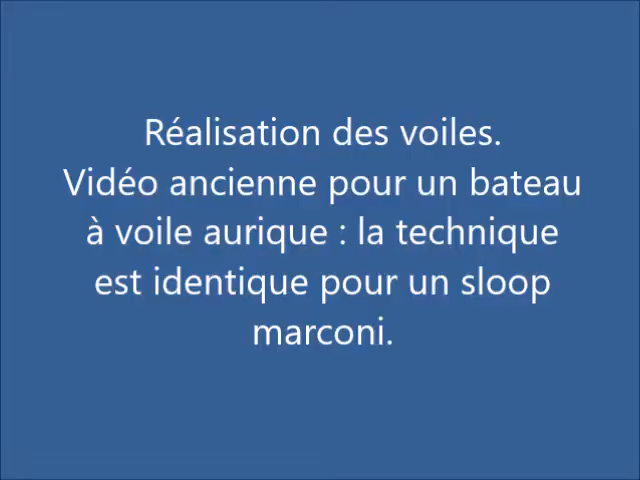 Réalisation des voiles.
Vidéo ancienne pour un bateau
à voile aurique : la technique
est identique pour un sloop
marconi.